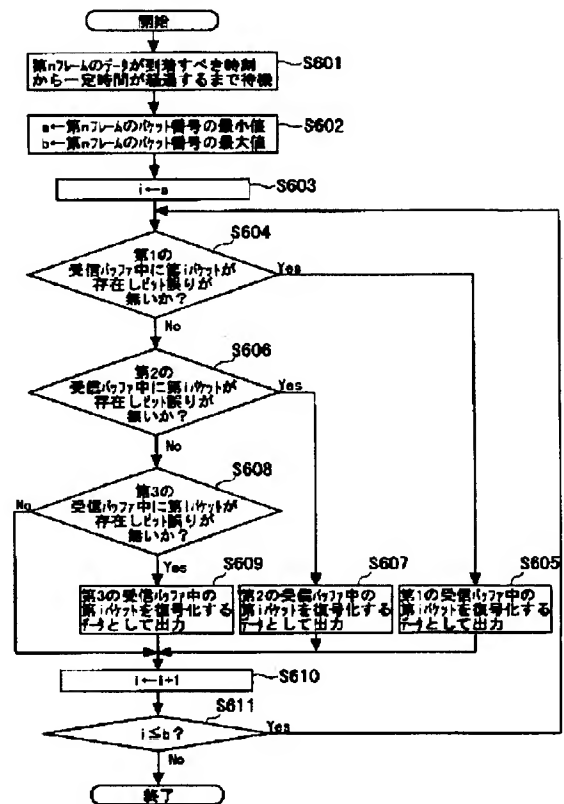 開始
第nフレームのデータが到着すべき時刻
から一定時間が経過するまで待機
S601
a←第nフレームのパケット番号の最小値
b←第nフレームのパケット番号の最大値
S602
i←a
S603
S604
第1の
受信バッファ中に第iパケットが
存在しビット誤りが
無いか?
Yes
No
S606
第2の
受信バッファ中に第iパケットが
存在しビット誤りが
無いか?
Yes
No
S608
第3の
受信バッファ中に第iパケットが
存在しビット誤りが
無いか?
No
Yes
S609
第3の受信バッファ中の
第iパケットを復号化する
データとして出力
S607
第2の受信バッファ中の
第iパケットを復号化する
データとして出力
S605
第1の受信バッファ中の
第iパケットを復号化する
データとして出力
i←i+1
S610
S611
i≦b?
Yes
No
終了